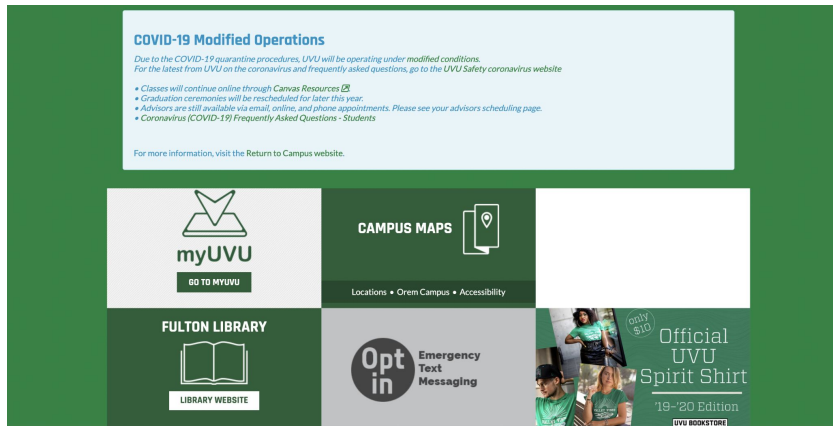 COVID-19 Modified Operations
Due to the COVID-19 quarantine procedures, UVU will be operating under modified conditions.
For the latest from UVU on the coronavirus and frequently asked questions, go to the UVU Safety coronavirus website
• Classes will continue online through Canvas Resources
• Graduation ceremonies will be rescheduled for later this year.
• Advisors are still available via email, online, and phone appointments. Please see your advisors scheduling page.
• Coronavirus (COVID-19) Frequently Asked Questions - Students
For more information, visit the Return to Campus website.
myUVU
GO TO MYUVU
CAMPUS MAPS
Locations • Orem Campus • Accessibility
FULTON LIBRARY
LIBRARY WEBSITE
Opt
in
Emergency
Text
Messaging
only
$10
Official
UVU
Spirit Shirt
'19-'20 Edition
UVU BOOKSTORE